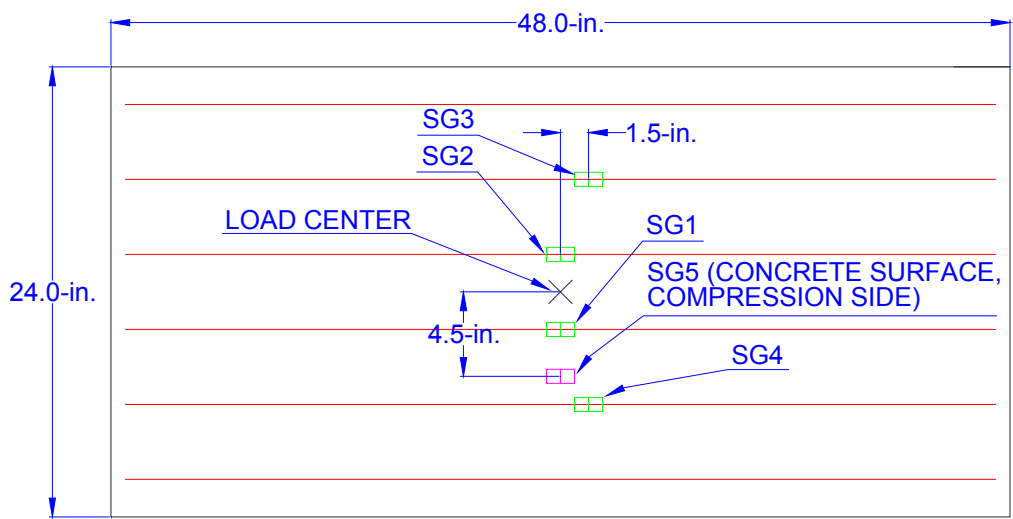 48.0-in.
SG3
1.5-in.
SG2
LOAD CENTER
SG1
SG5 (CONCRETE SURFACE,
COMPRESSION SIDE)
24.0-in.
4.5-in.
SG4